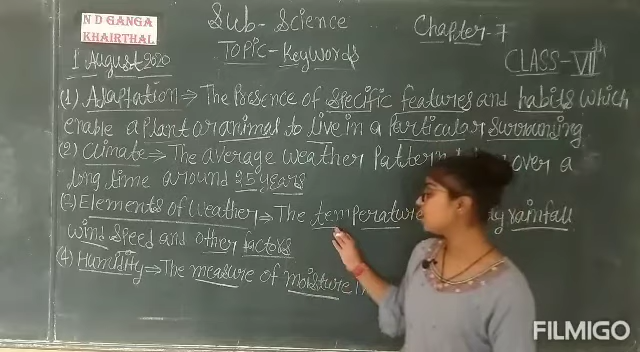 N D GANGA
KHAIRTHAL
Sub- Science
Chapter-7
TOPIC- Keywords
1 August 2020
CLASS-VIIth
(1) Adaptation⇒ The Presence of specific features and habits which
enable a plant or animal to live in a particular surrounding
(2) Climate⇒ The average weather Pattern over a
long time around 25 years
(3) Elements of weather⇒ The temperature rainfall
wind speed and other factors
(4) Humidity⇒ The measure of moisture
FILMIGO